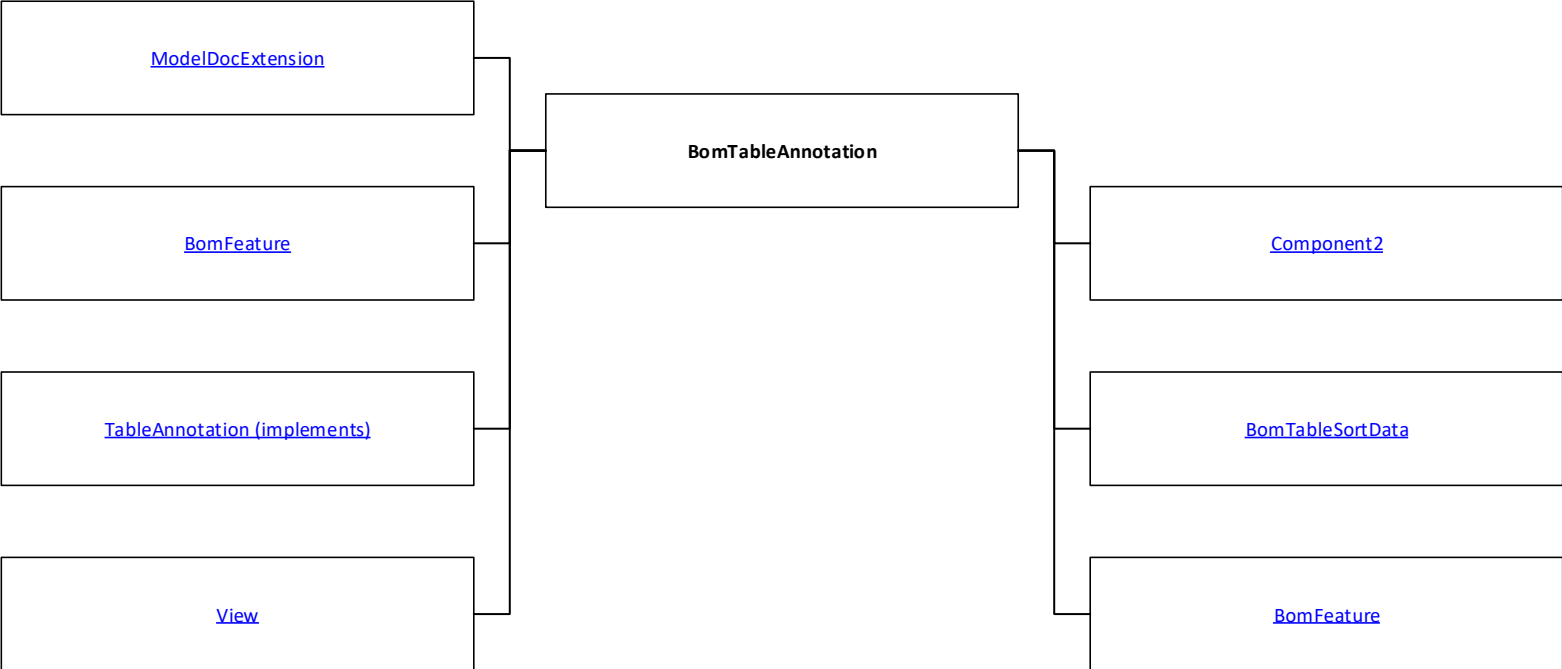 ModelDocExtension
BomTableAnnotation
BomFeature
Component2
TableAnnotation (implements)
BomTableSortData
View
BomFeature